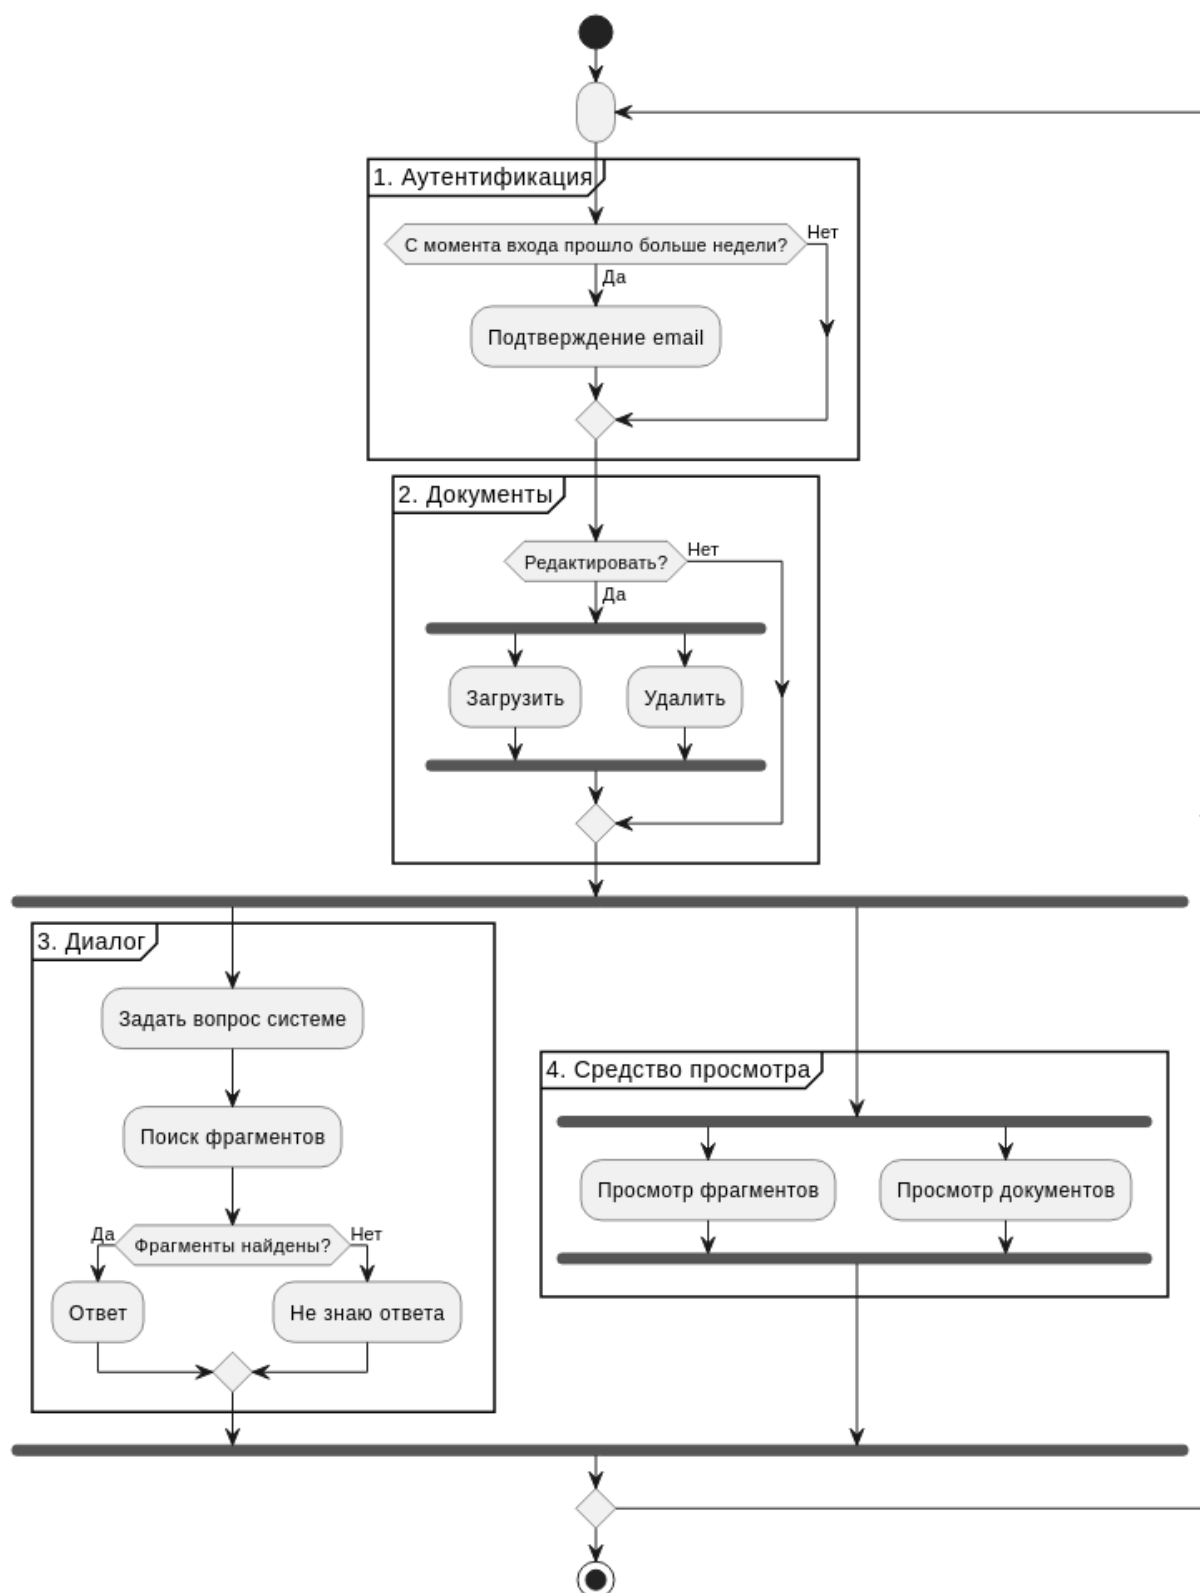 1. Аутентификация
С момента входа прошло больше недели?
Нет
Да
Подтверждение email
2. Документы
Редактировать?
Нет
Да
Загрузить
Удалить
3. Диалог
Задать вопрос системе
Поиск фрагментов
Фрагменты найдены?
Да
Нет
Ответ
Не знаю ответа
4. Средство просмотра
Просмотр фрагментов
Просмотр документов